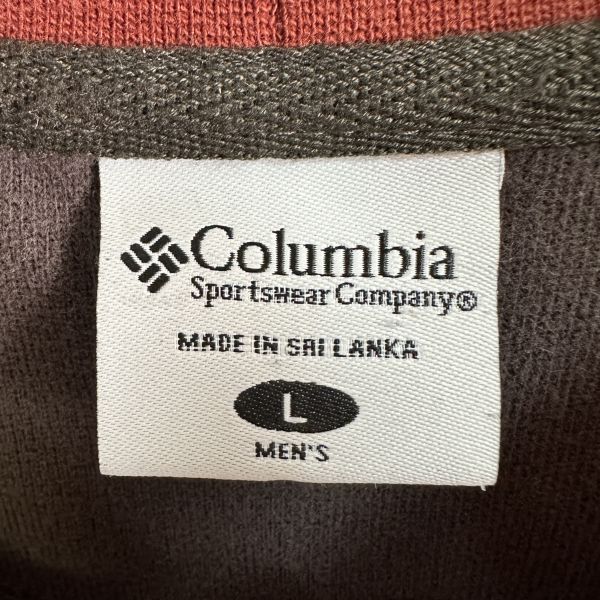 Columbia
Sportswear Company®
MADE IN SRI LANKA
L
MEN'S